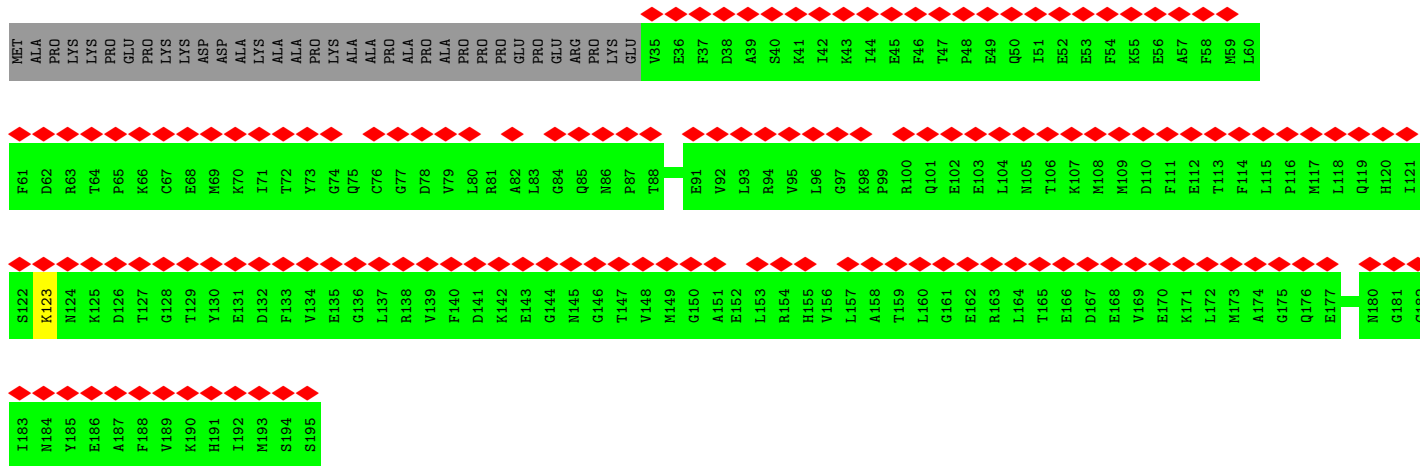 MET ALA PRO LYS LYS PRO GLU PRO LYS LYS ASP ASP ALA LYS ALA ALA PRO LYS ALA ALA PRO ALA PRO ALA PRO PRO PRO GLU PRO GLU ARG PRO LYS GLU V35 E36 F37 D38 A39 S40 K41 I42 K43 I44 E45 F46 T47 P48 E49 Q50 I51 E52 E53 F54 K55 E56 A57 F58 M59 L60
F61 D62 R63 T64 P65 K66 C67 E68 M69 K70 I71 T72 Y73 G74 Q75 C76 G77 D78 V79 L80 R81 A82 L83 G84 Q85 N86 P87 T88 E91 V92 L93 R94 V95 L96 G97 K98 P99 R100 Q101 E102 E103 L104 N105 T106 K107 M108 M109 D110 F111 E112 T113 F114 L115 P116 M117 L118 Q119 H120 I121
S122 K123 N124 K125 D126 T127 G128 T129 Y130 E131 D132 F133 V134 E135 G136 L137 R138 V139 F140 D141 K142 E143 G144 N145 G146 T147 V148 M149 G150 A151 E152 L153 R154 H155 V156 L157 A158 T159 L160 G161 E162 R163 L164 T165 E166 D167 E168 V169 E170 K171 L172 M173 A174 G175 Q176 E177 N180 G181
I183 N184 Y185 E186 A187 F188 V189 K190 H191 I192 M193 S194 S195